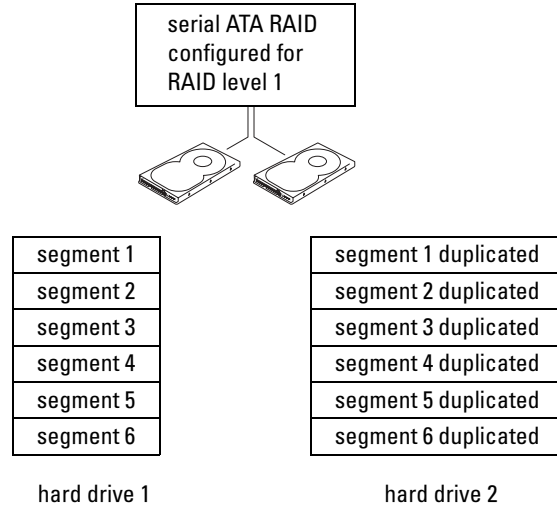 serial ATA RAID
configured for
RAID level 1
segment 1
segment 2
segment 3
segment 4
segment 5
segment 6
hard drive 1
segment 1 duplicated
segment 2 duplicated
segment 3 duplicated
segment 4 duplicated
segment 5 duplicated
segment 6 duplicated
hard drive 2